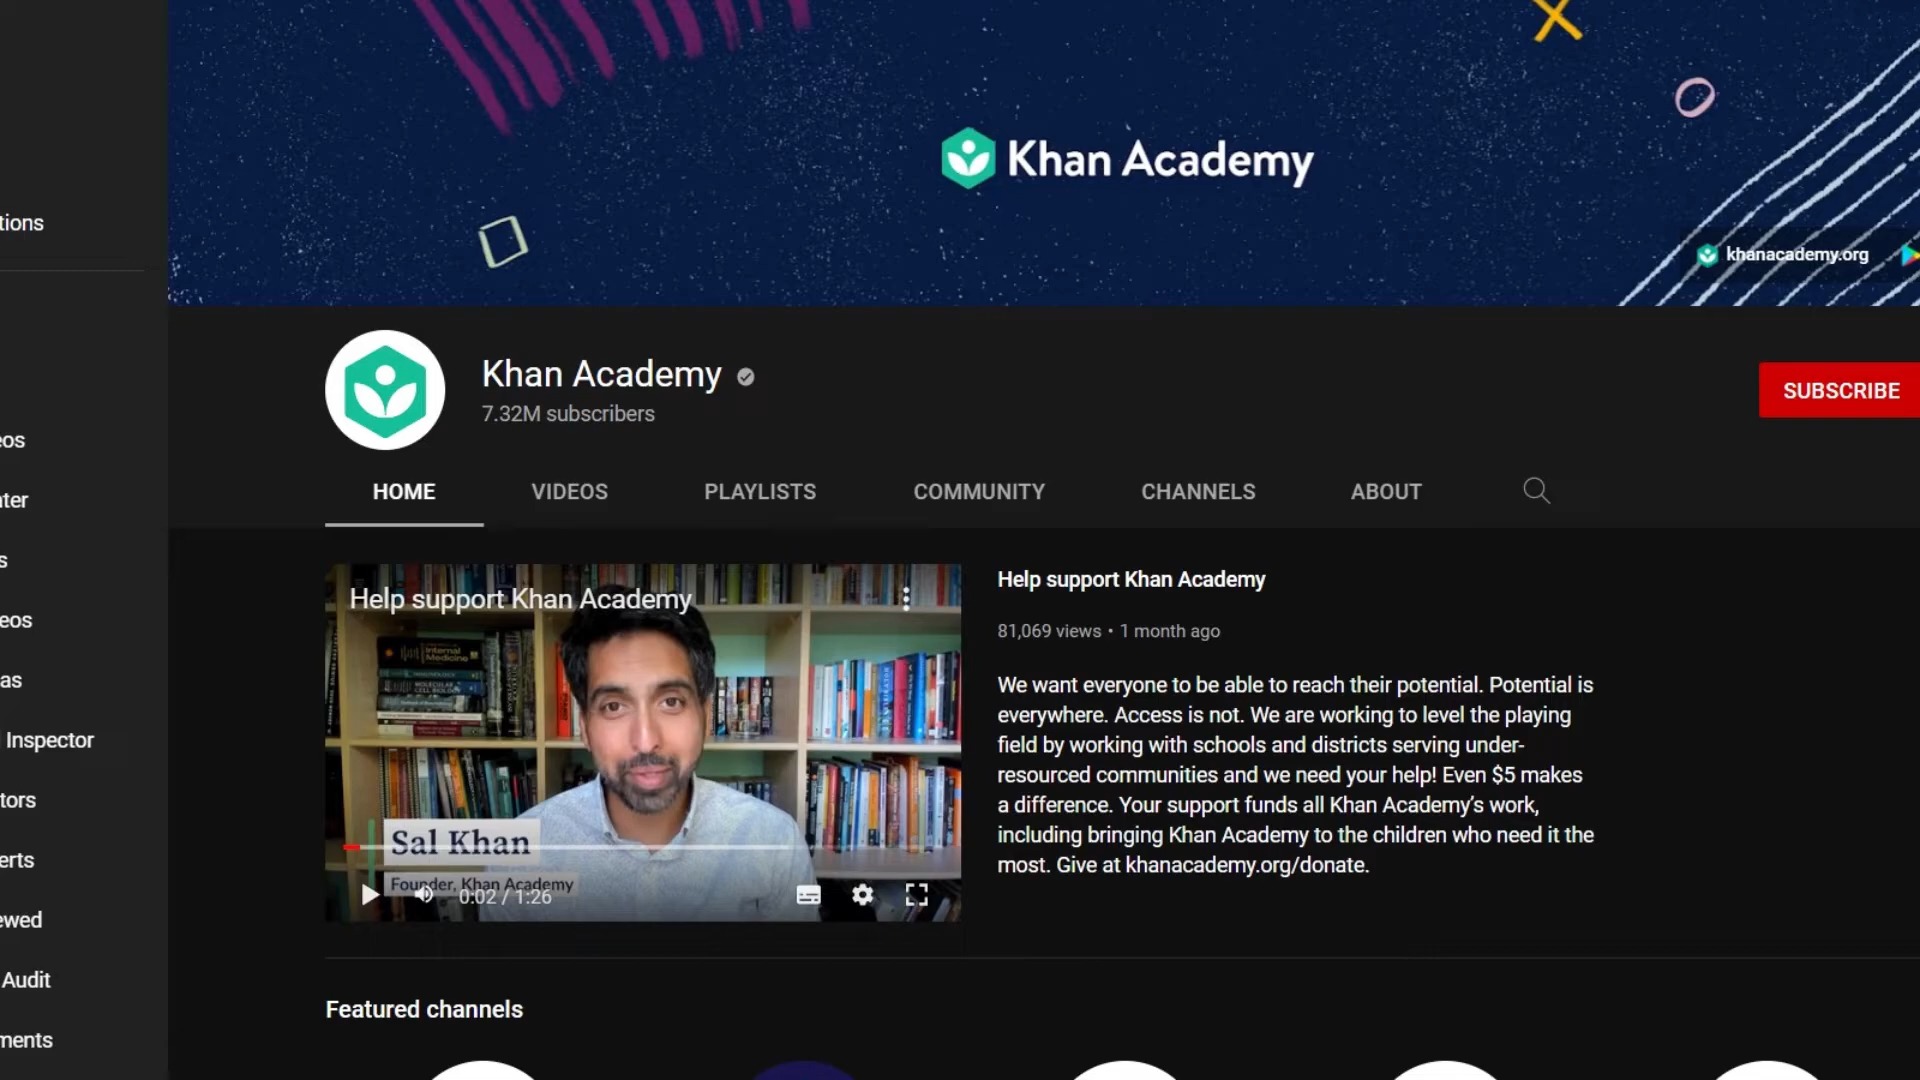 Khan Academy
khanacademy.org
tions
Khan Academy
7.32M subscribers
SUBSCRIBE
HOME VIDEOS PLAYLISTS COMMUNITY CHANNELS ABOUT
eos
ter
s
eos
as
Inspector
tors
erts
ewed
Audit
ments
Help support Khan Academy
Internal
Medicine
Sal Khan
Founder, Khan Academy
0:02 / 1:26
Help support Khan Academy
81,069 views • 1 month ago
We want everyone to be able to reach their potential. Potential is
everywhere. Access is not. We are working to level the playing
field by working with schools and districts serving under-
resourced communities and we need your help! Even $5 makes
a difference. Your support funds all Khan Academy's work,
including bringing Khan Academy to the children who need it the
most. Give at khanacademy.org/donate.
Featured channels